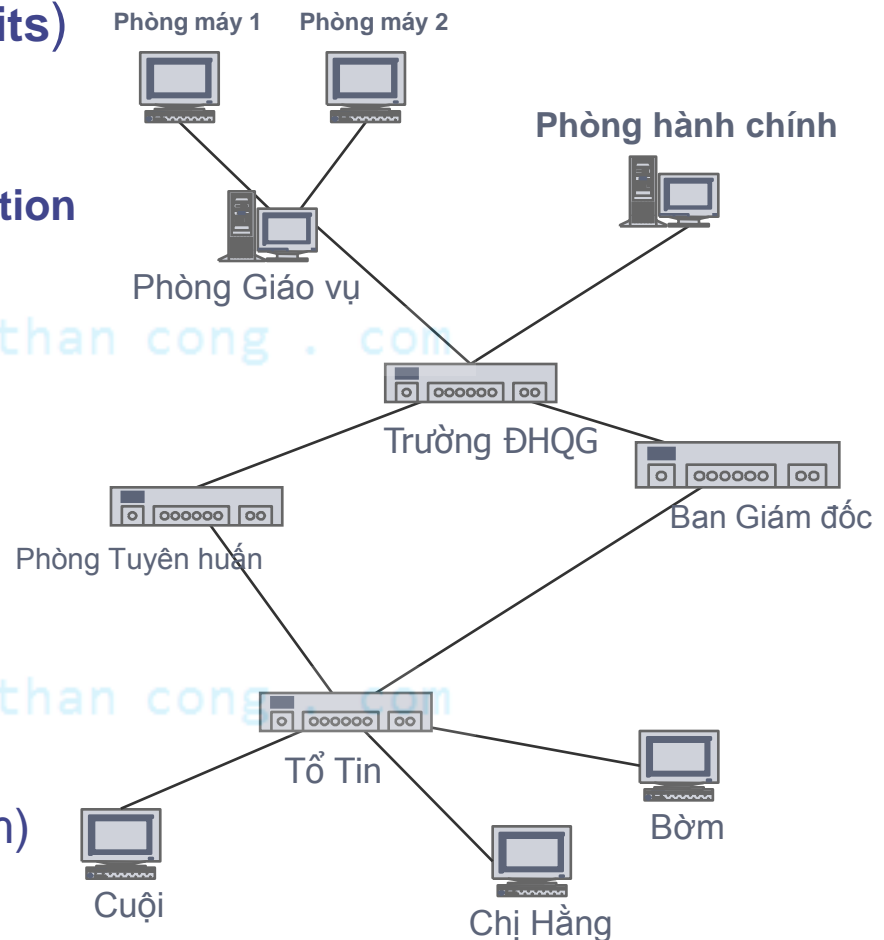 its)
Phòng máy 1 Phòng máy 2
Phòng hành chính
tion
Phòng Giáo vụ
than cong . com
Trường ĐHQG
Ban Giám đốc
Phòng Tuyên huấn
than cong . com
Tổ Tin
Bờm
n)
Cuội
Chị Hằng